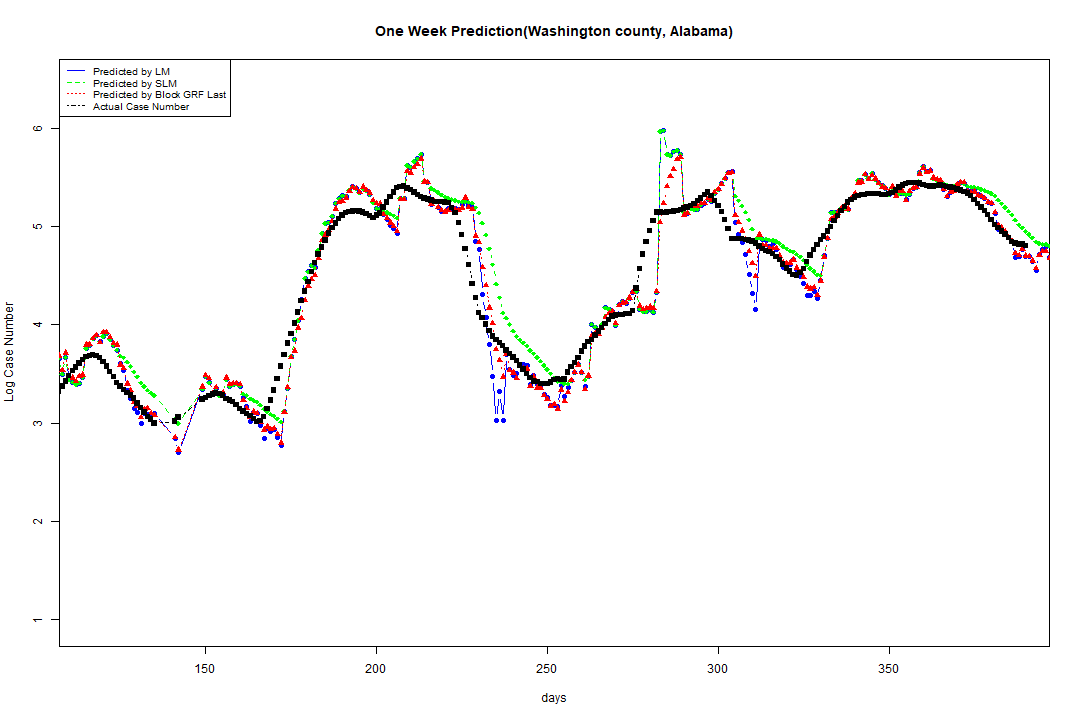 One Week Prediction(Washington county, Alabama)
Predicted by LM
Predicted by SLM
Predicted by Block GRF Last
Actual Case Number
6
5
4
3
2
1
Log Case Number
150
200
250
300
350
days